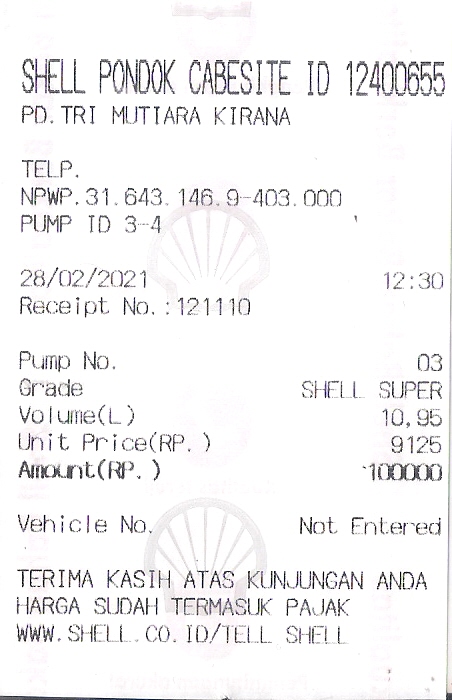 SHELL PONDOK CABESITE ID 12400655
PD.TRI MUTIARA KIRANA
TELP.
NPWP.31.643.146.9-403.000
PUMP ID 3-4
28/02/2021 12:30
Receipt No.:121110
Pump No. 03
Grade SHELL SUPER
Volume(L) 10,95
Unit Price(RP.) 9125
Amount(RP.) 100000
Vehicle No. Not Entered
TERIMA KASIH ATAS KUNJUNGAN ANDA
HARGA SUDAH TERMASUK PAJAK
WWW.SHELL.CO.ID/TELL SHELL